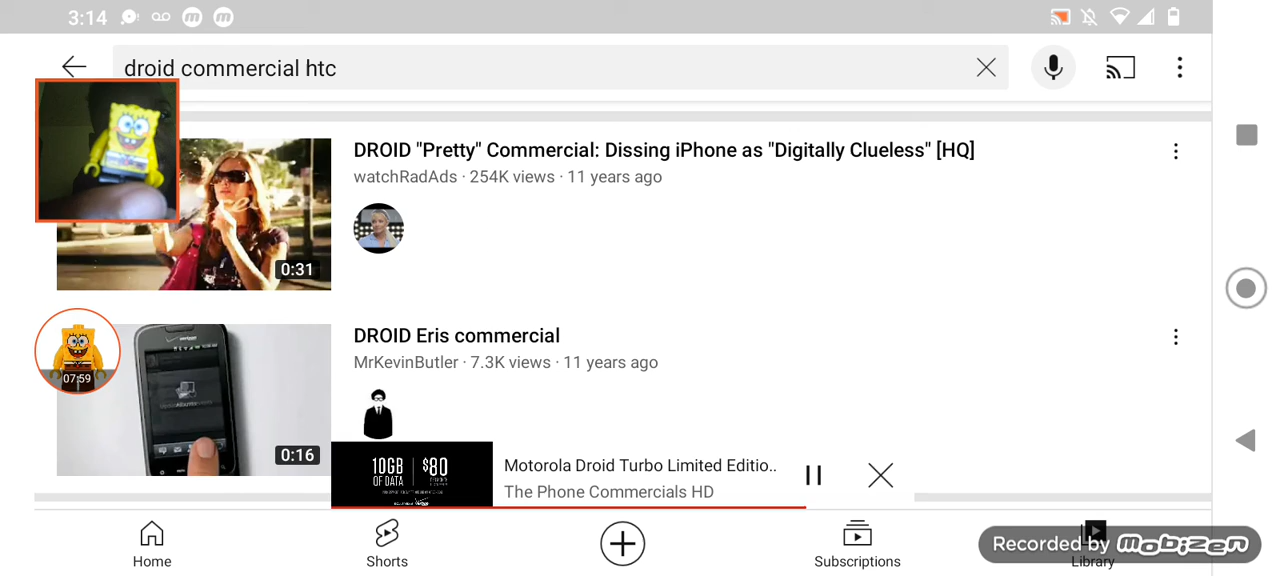 3:14
droid commercial htc
DROID "Pretty" Commercial: Dissing iPhone as "Digitally Clueless" [HQ]
watchRadAds · 254K views · 11 years ago
0:31
DROID Eris commercial
MrKevinButler · 7.3K views · 11 years ago
07:59
0:16
10GB OF DATA | $80
Motorola Droid Turbo Limited Editio..
The Phone Commercials HD
Home
Shorts
Subscriptions
Library
Recorded by mobizen